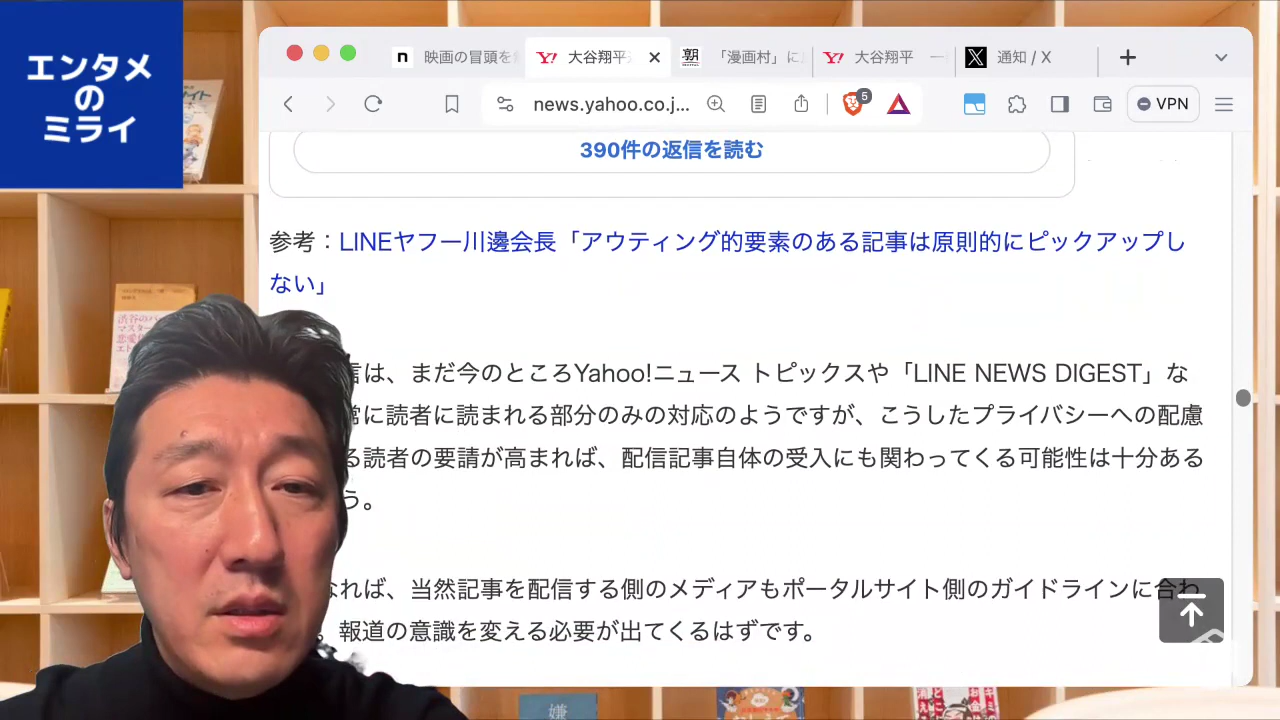 エンタメ
の
ミライ
n 映画の冒頭を
Y! 大谷翔平
朝 「漫画村」に
Y! 大谷翔平 一
X 通知 / X
news.yahoo.co.j...
5
VPN
390件の返信を読む
参考：LINEヤフー川邊会長「アウティング的要素のある記事は原則的にピックアップし
ない」
信は、まだ今のところYahoo!ニュース トピックスや「LINE NEWS DIGEST」な
常に読者に読まれる部分のみの対応のようですが、こうしたプライバシーへの配慮
る読者の要請が高まれば、配信記事自体の受入にも関わってくる可能性は十分ある
う。
なれば、当然記事を配信する側のメディアもポータルサイト側のガイドラインに合わ
。報道の意識を変える必要が出てくるはずです。
嫌